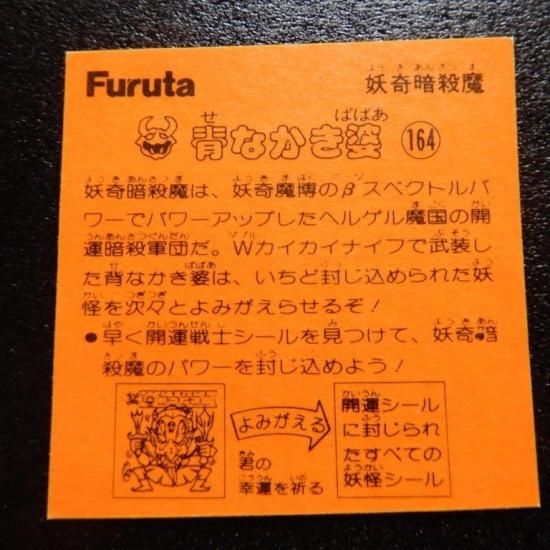 Furuta
妖奇暗殺魔
背なかき婆 164
妖奇暗殺魔は、妖奇魔博のβスペクトルパ
ワーでパワーアップしたヘルゲル魔国の開
運暗殺軍団だ。Wカイカイナイフで武装し
た背なかき婆は、いちど封じ込められた妖
怪を次々とよみがえらせるぞ!
●早く開運戦士シールを見つけて、妖奇暗
殺魔のパワーを封じ込めよう!
よみがえる
君の
幸運を祈る
開運シール
に封じられ
たすべての
妖怪シール